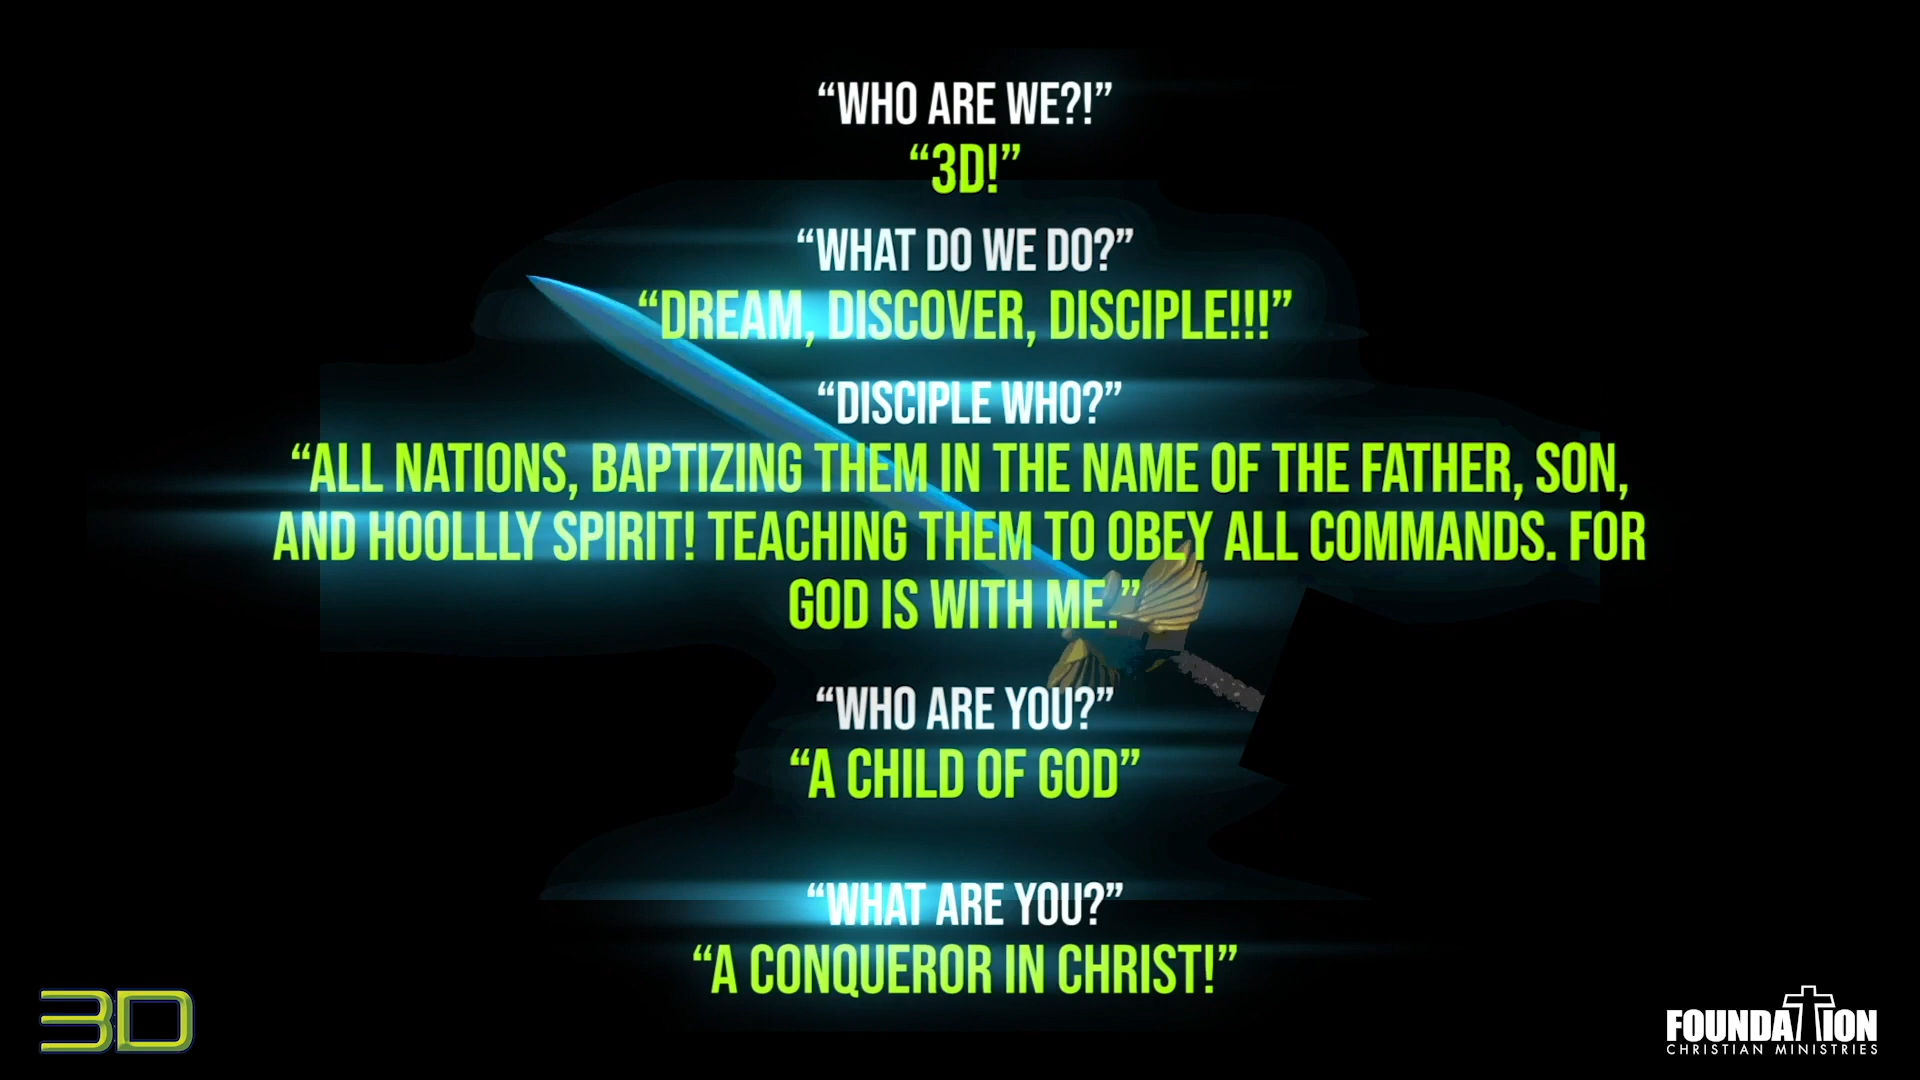 “WHO ARE WE?!”
“3D!”
“WHAT DO WE DO?”
“DREAM, DISCOVER, DISCIPLE!!!”
“DISCIPLE WHO?”
“ALL NATIONS, BAPTIZING THEM IN THE NAME OF THE FATHER, SON,
AND HOOLLLY SPIRIT! TEACHING THEM TO OBEY ALL COMMANDS. FOR
GOD IS WITH ME.”
“WHO ARE YOU?”
“A CHILD OF GOD”
“WHAT ARE YOU?”
“A CONQUEROR IN CHRIST!”
3D
FOUNDATION
CHRISTIAN MINISTRIES